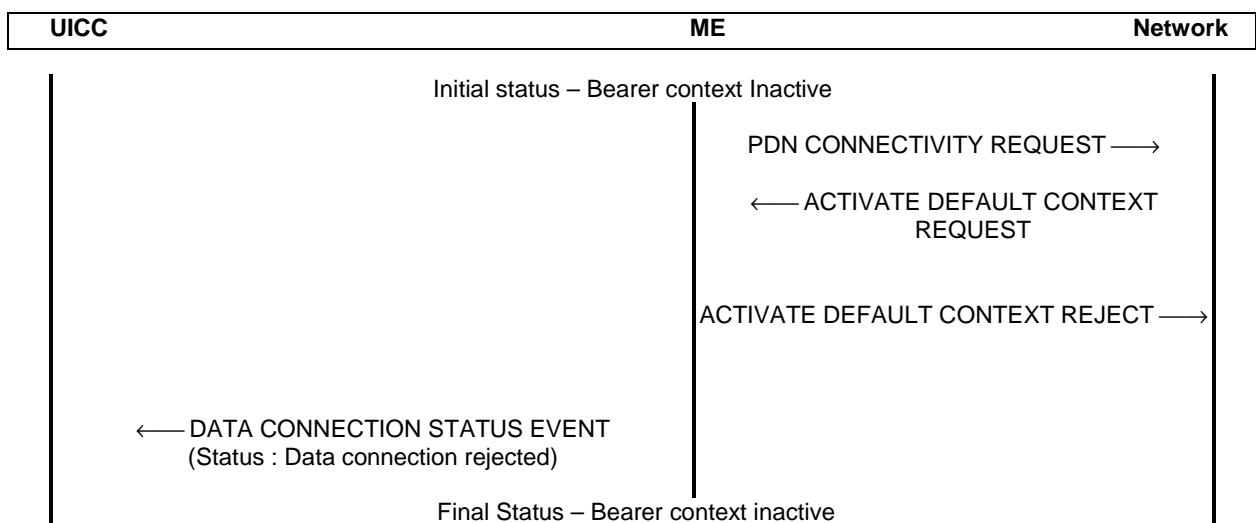 UICC ME Network
Initial status – Bearer context Inactive
PDN CONNECTIVITY REQUEST ⟶
⟵ ACTIVATE DEFAULT CONTEXT
REQUEST
ACTIVATE DEFAULT CONTEXT REJECT ⟶
⟵ DATA CONNECTION STATUS EVENT
(Status : Data connection rejected)
Final Status – Bearer context inactive